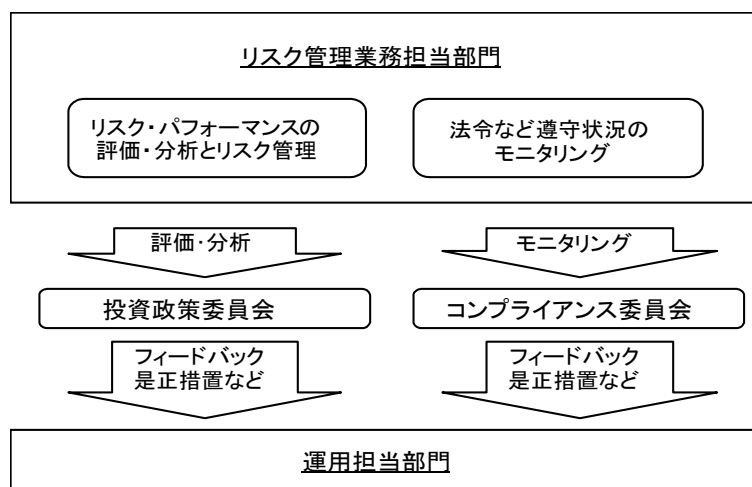 リスク管理業務担当部門
リスク・パフォーマンスの
評価・分析とリスク管理
法令など遵守状況の
モニタリング
評価・分析
モニタリング
投資政策委員会
コンプライアンス委員会
フィードバック
是正措置など
フィードバック
是正措置など
運用担当部門